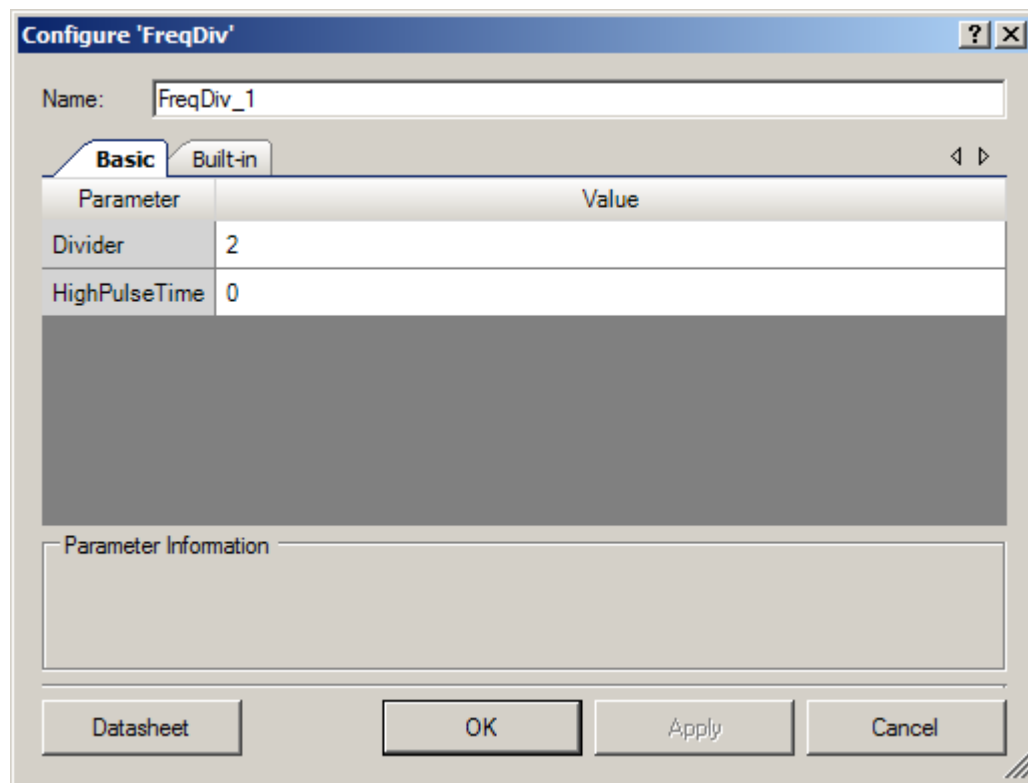 Configure 'FreqDiv'
Name: FreqDiv_1
Basic Built-in
Parameter Value
Divider 2
HighPulseTime 0
Parameter Information
Datasheet OK Apply Cancel